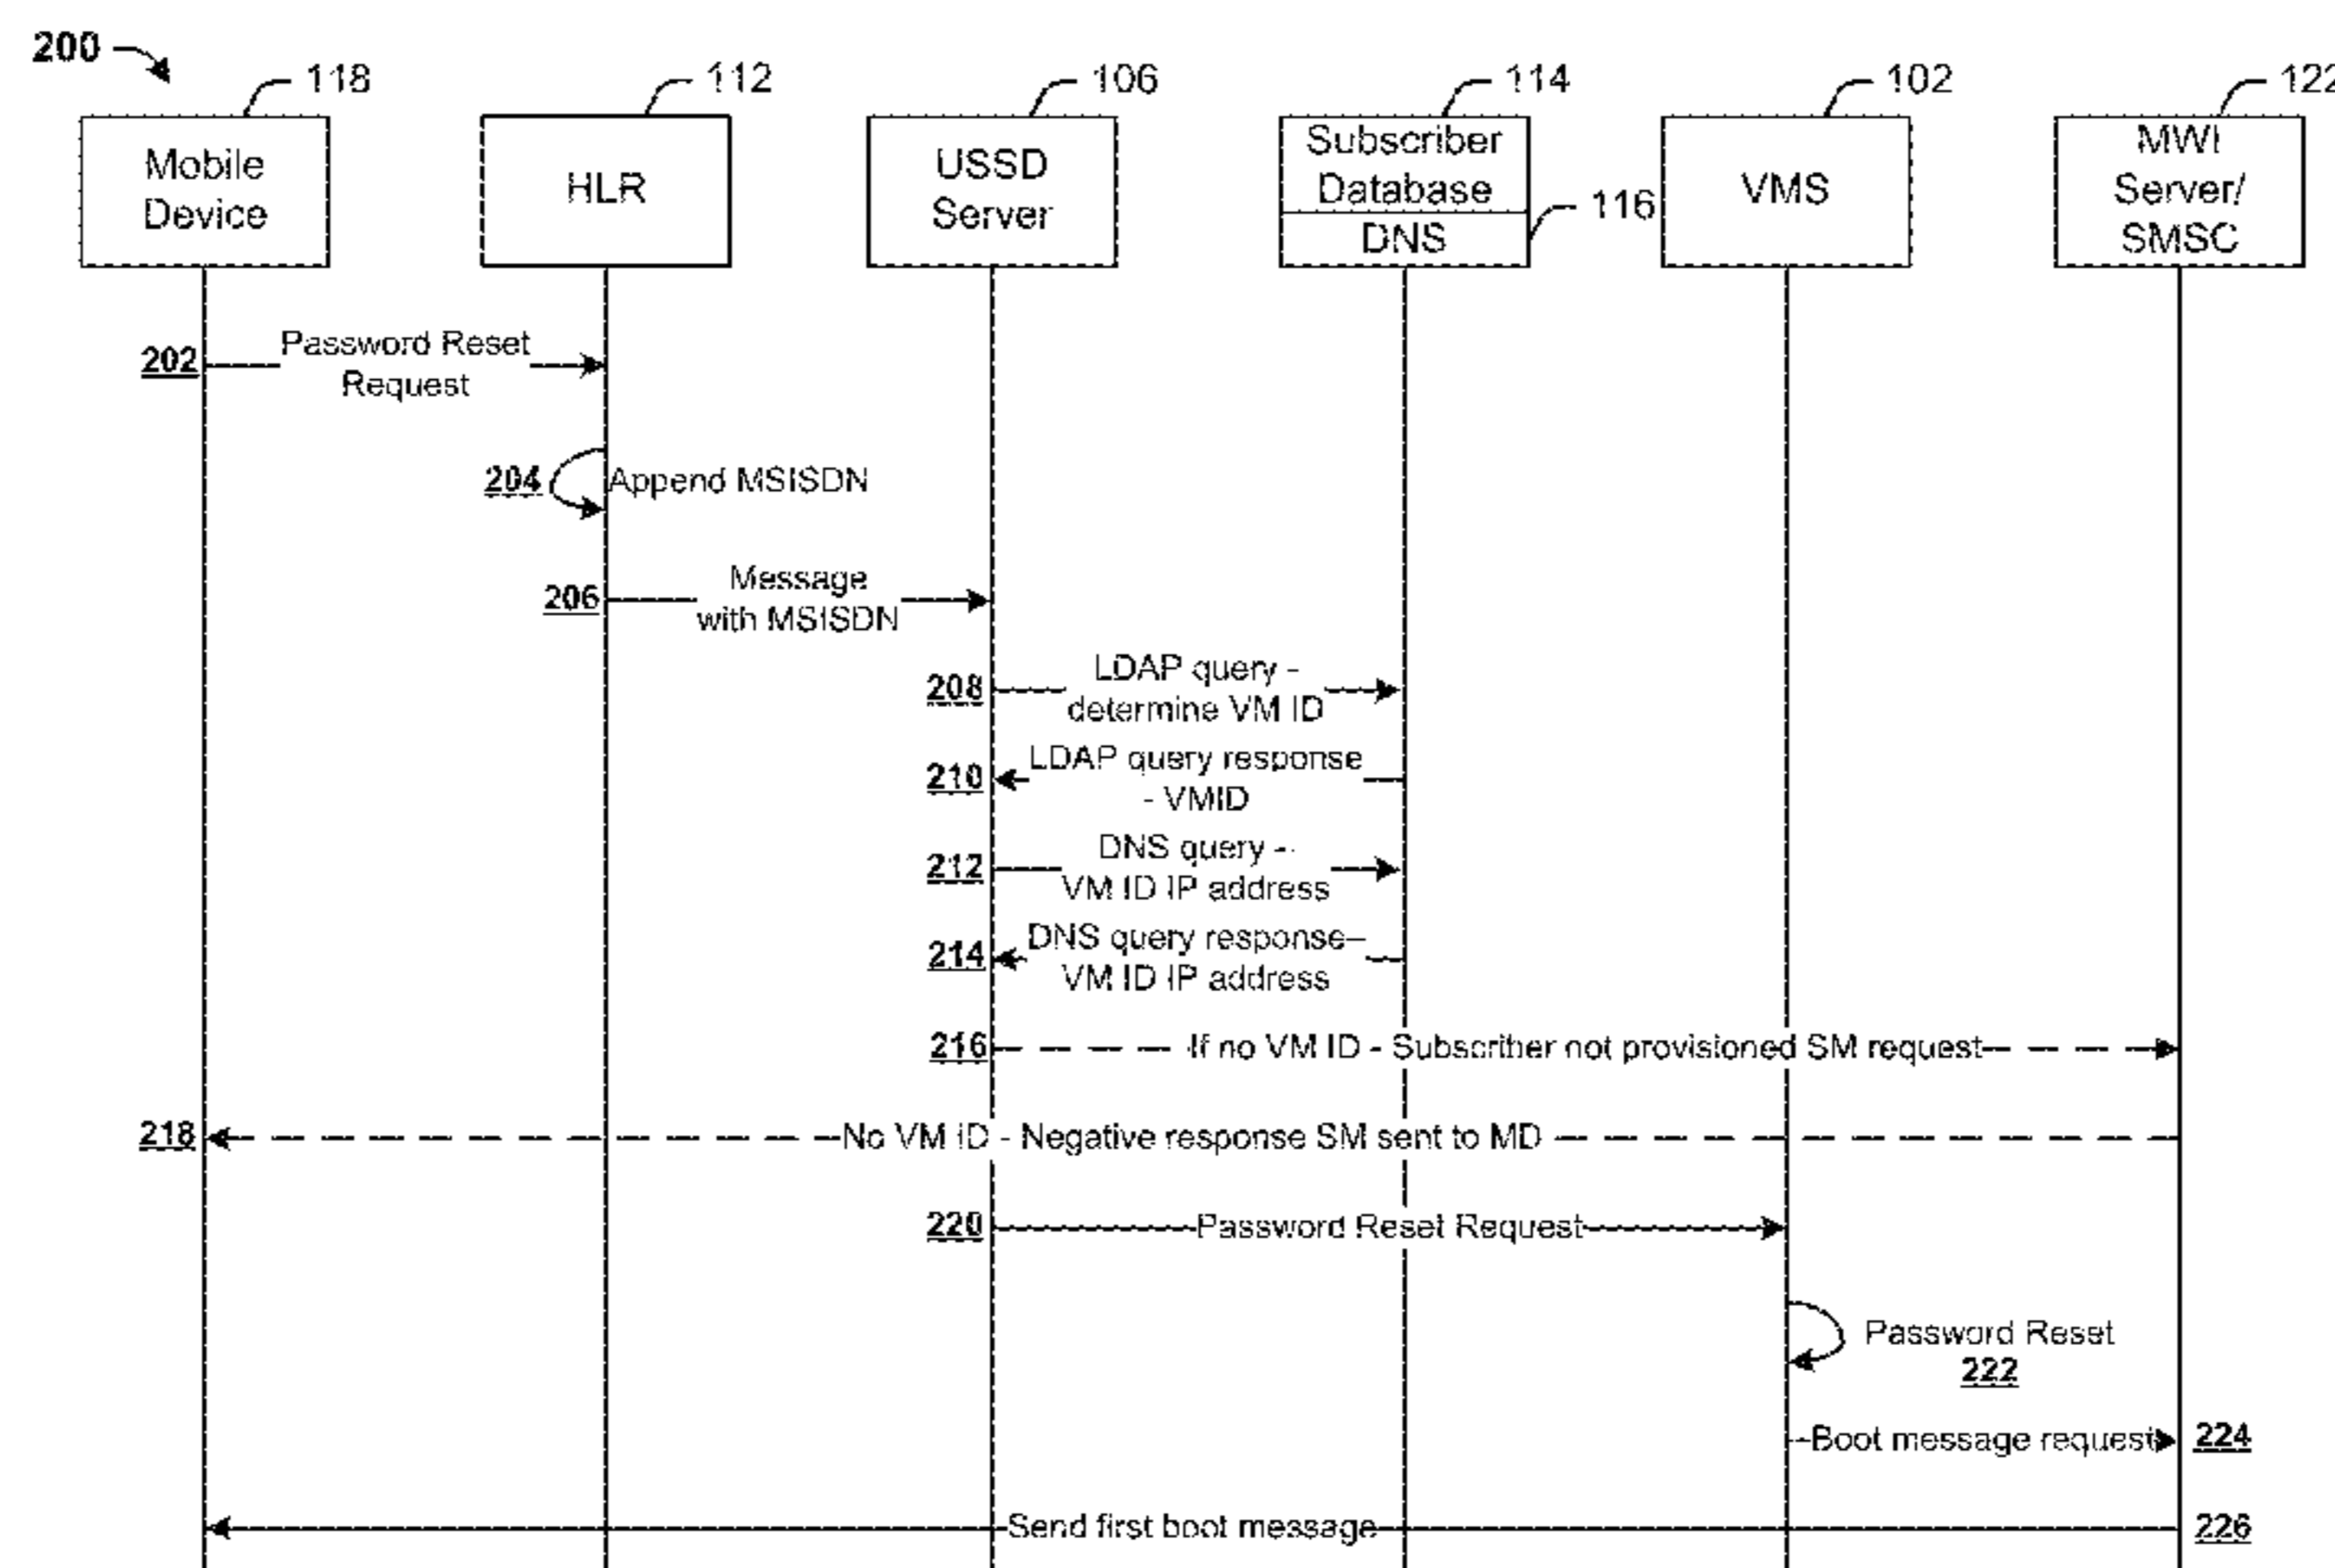 200
118
112
106
114
102
122
Mobile
Device
HLR
USSD
Server
Subscriber
Database
DNS
116
VMS
MWI
Server/
SMSC
202
Password Reset
Request
204
Append MSISDN
206
Message
with MSISDN
208
LDAP query -
determine VM ID
210
LDAP query response
- VMID
212
DNS query --
VM ID IP address
214
DNS query response–
VM ID IP address
216
If no VM ID - Subscriber not provisioned SM request
218
No VM ID - Negative response SM sent to MD
220
Password Reset Request
Password Reset
222
Boot message request
224
Send first boot message
226